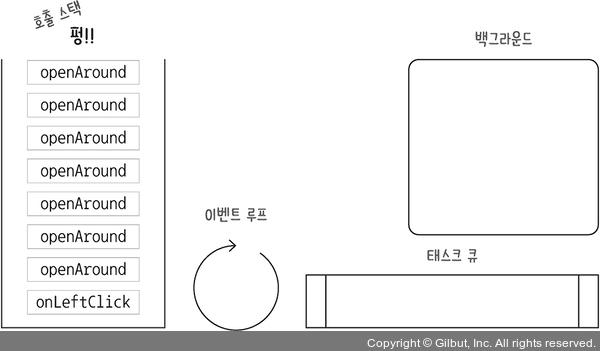 호출 스택
펑!!
백그라운드
openAround
openAround
openAround
openAround
openAround
openAround
openAround
onLeftClick
이벤트 루프
태스크 큐
Copyright © Gilbut, Inc. All rights reserved.